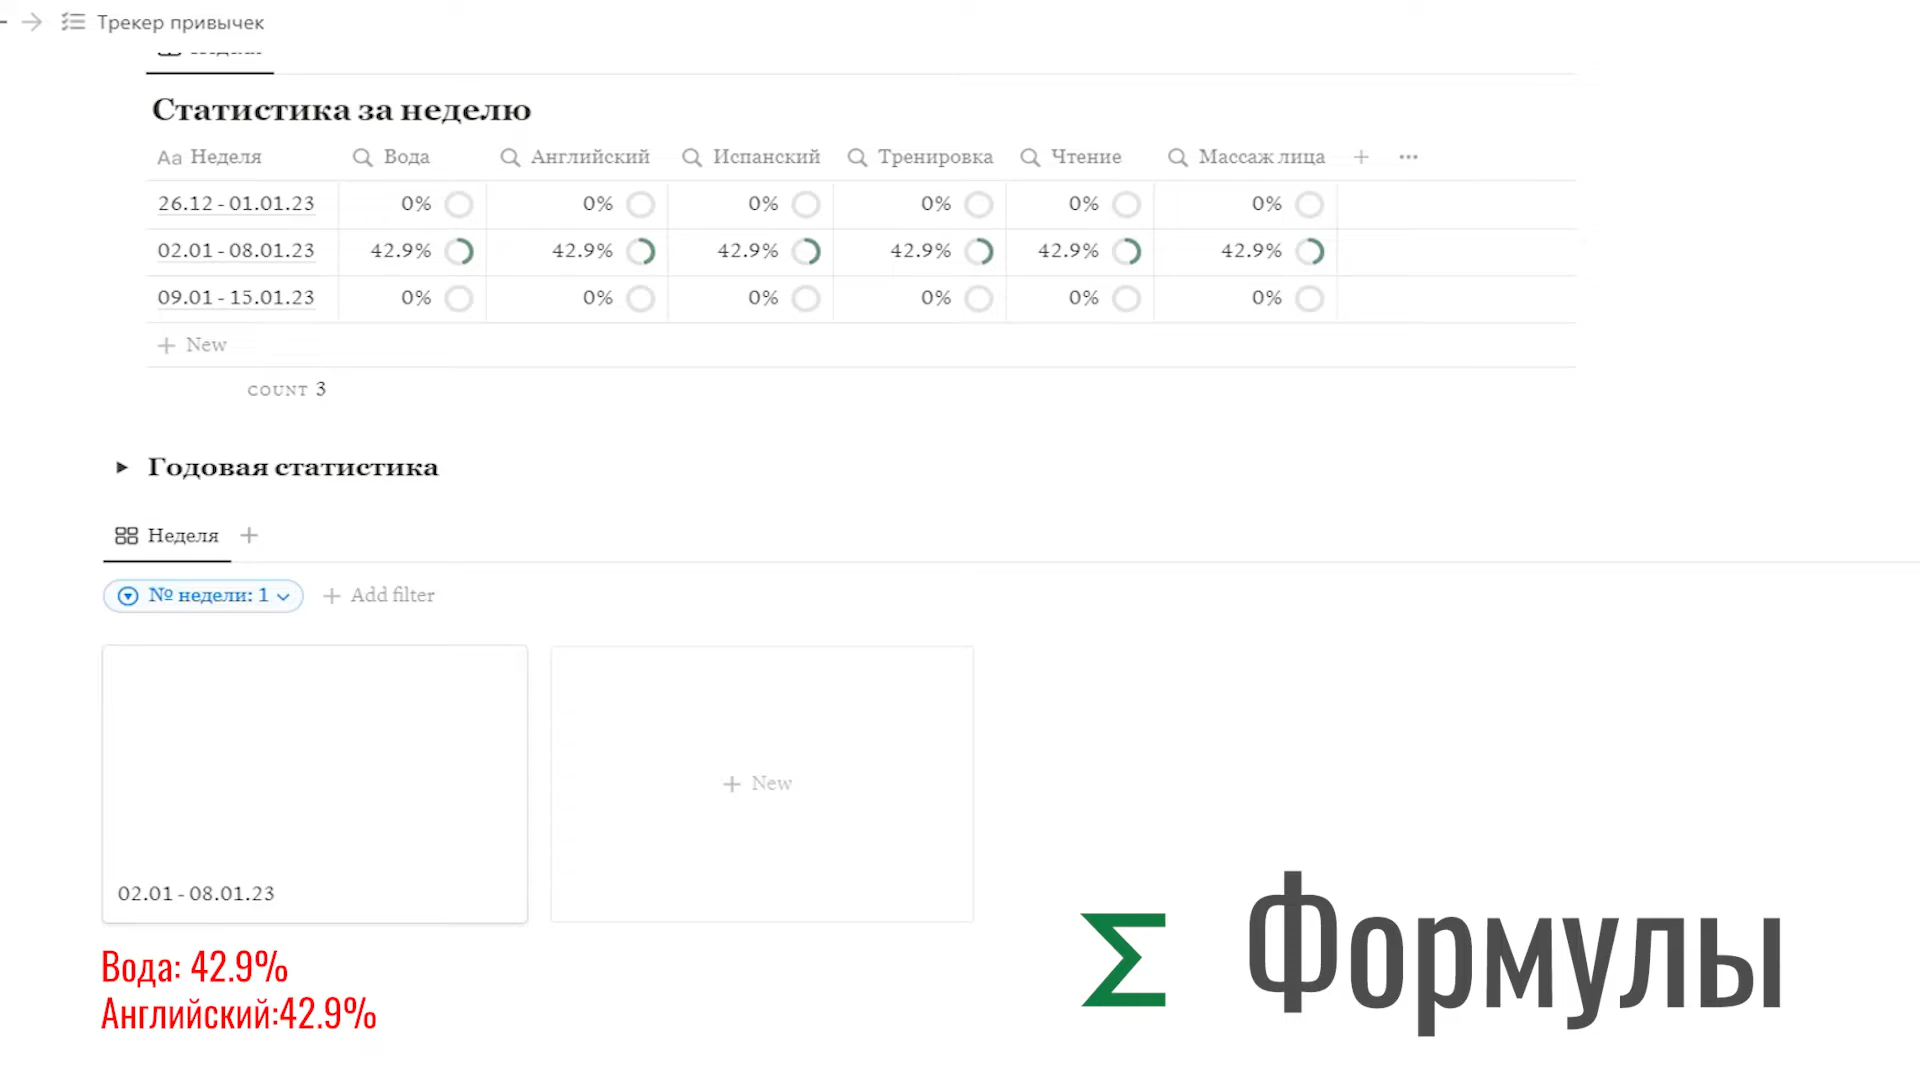 Трекер привычек
Статистика за неделю
Aa Неделя Вода Английский Испанский Тренировка Чтение Массаж лица
26.12 - 01.01.23 0% 0% 0% 0% 0% 0%
02.01 - 08.01.23 42.9% 42.9% 42.9% 42.9% 42.9% 42.9%
09.01 - 15.01.23 0% 0% 0% 0% 0% 0%
+ New
COUNT 3
Годовая статистика
Неделя +
№ недели: 1 + Add filter
+ New
02.01 - 08.01.23
Вода: 42.9%
Английский:42.9%
Σ Формулы